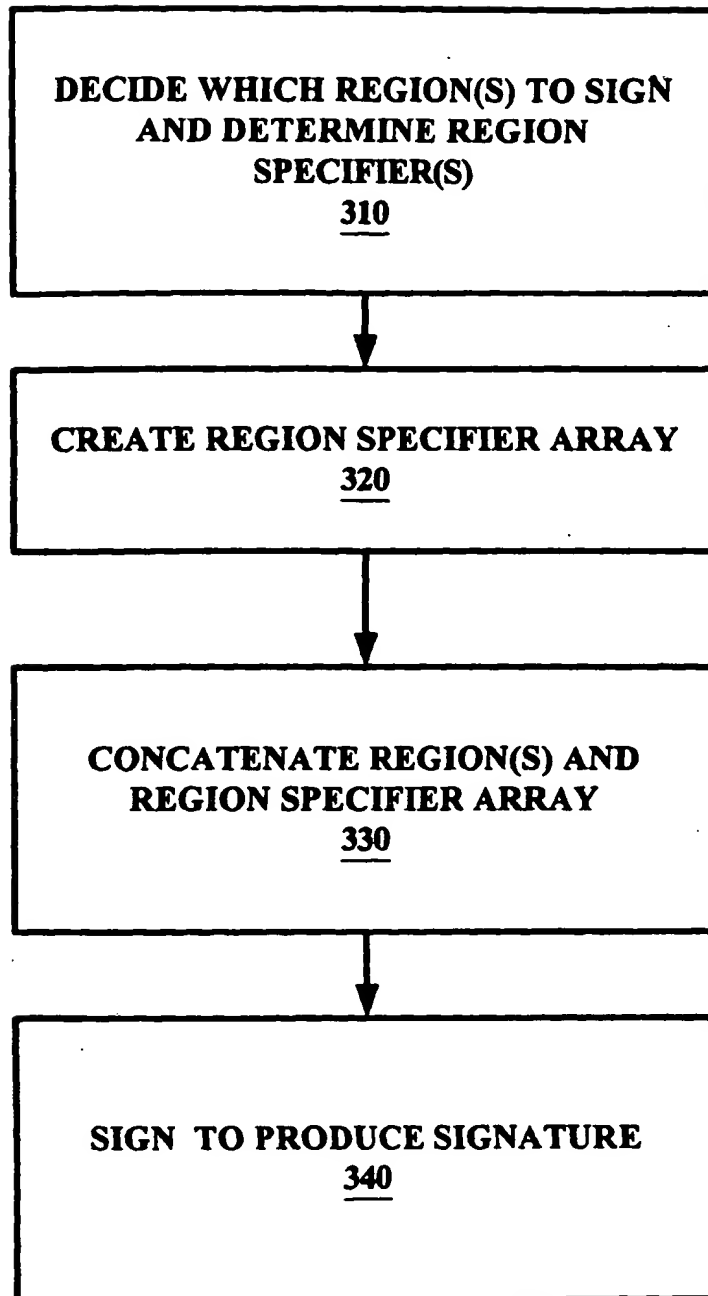 DECIDE WHICH REGION(S) TO SIGN
AND DETERMINE REGION
SPECIFIER(S)
310
CREATE REGION SPECIFIER ARRAY
320
CONCATENATE REGION(S) AND
REGION SPECIFIER ARRAY
330
SIGN TO PRODUCE SIGNATURE
340